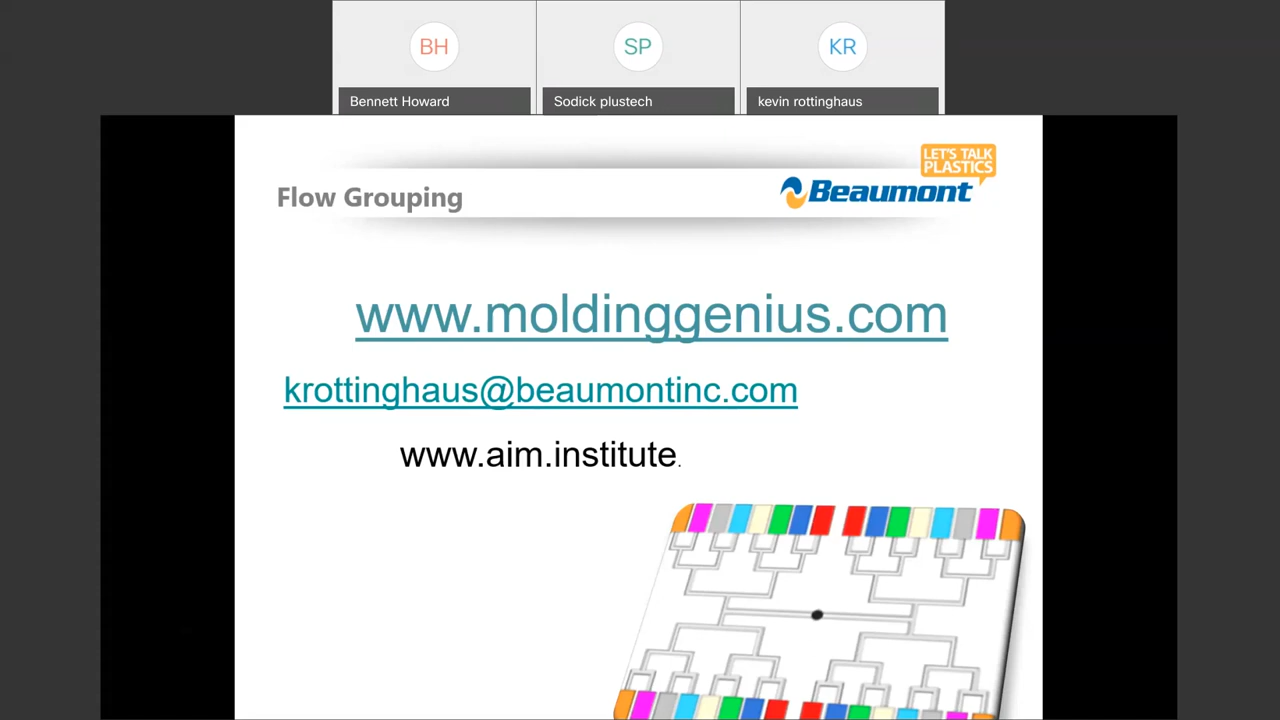 BH
SP
KR
Bennett Howard
Sodick plustech
kevin rottinghaus
LET'S TALK
PLASTICS
Beaumont
Flow Grouping
www.moldinggenius.com
krottinghaus@beaumontinc.com
www.aim.institute.